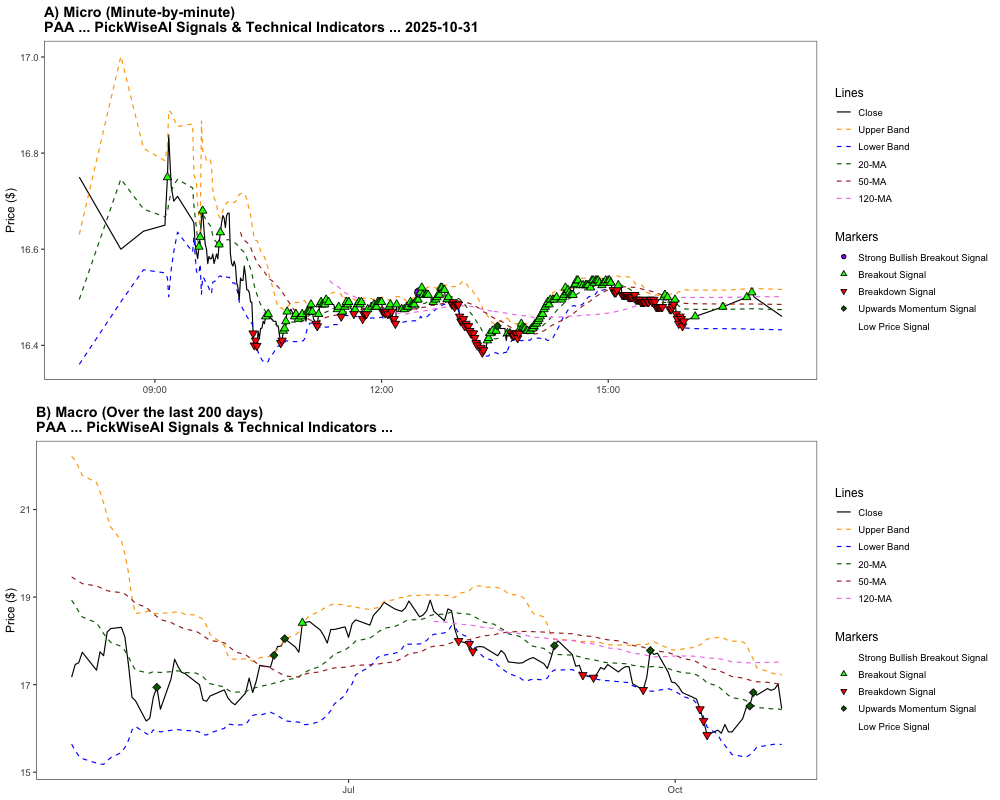 A) Micro (Minute-by-minute)
PAA ... PickWiseAI Signals & Technical Indicators ... 2025-10-31
Price ($)
17.0
16.8
16.6
16.4
09:00
12:00
15:00
Lines
Close
Upper Band
Lower Band
20-MA
50-MA
120-MA
Markers
Strong Bullish Breakout Signal
Breakout Signal
Breakdown Signal
Upwards Momentum Signal
Low Price Signal
B) Macro (Over the last 200 days)
PAA ... PickWiseAI Signals & Technical Indicators ...
Price ($)
21
19
17
15
Jul
Oct
Lines
Close
Upper Band
Lower Band
20-MA
50-MA
120-MA
Markers
Strong Bullish Breakout Signal
Breakout Signal
Breakdown Signal
Upwards Momentum Signal
Low Price Signal